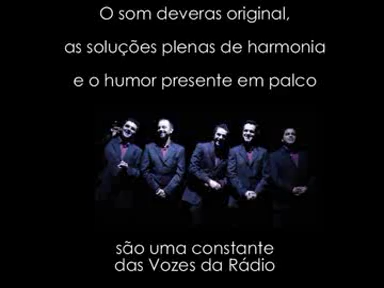 O som deveras original,
as soluções plenas de harmonia
e o humor presente em palco
são uma constante
das Vozes da Rádio